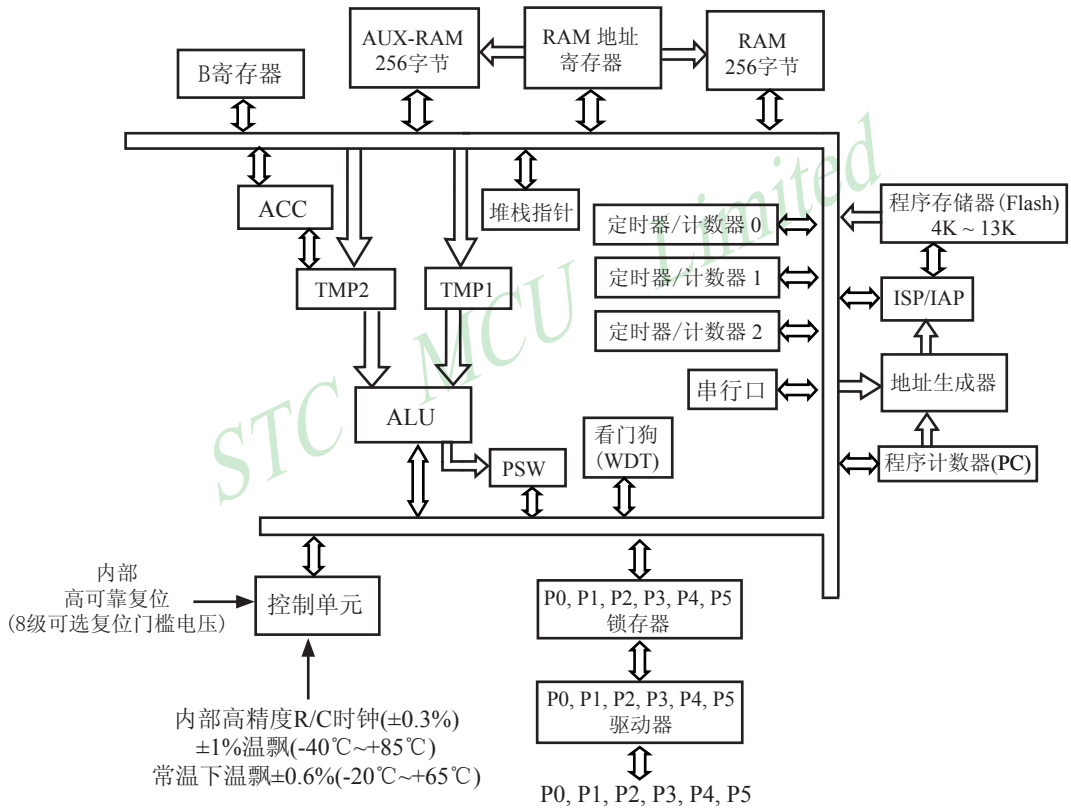 AUX-RAM
256字节
RAM 地址
寄存器
RAM
256字节
B寄存器
ACC
堆栈指针
程序存储器(Flash)
4K ~ 13K
定时器/计数器 0
定时器/计数器 1
定时器/计数器 2
TMP2
TMP1
ISP/IAP
串行口
地址生成器
ALU
PSW
看门狗
(WDT)
程序计数器(PC)
STC MCU Limited
内部
高可靠复位
(8级可选复位门槛电压)
控制单元
P0, P1, P2, P3, P4, P5
锁存器
P0, P1, P2, P3, P4, P5
驱动器
内部高精度R/C时钟(±0.3%)
±1%温飘(-40℃~+85℃)
常温下温飘±0.6%(-20℃~+65℃)
P0, P1, P2, P3, P4, P5